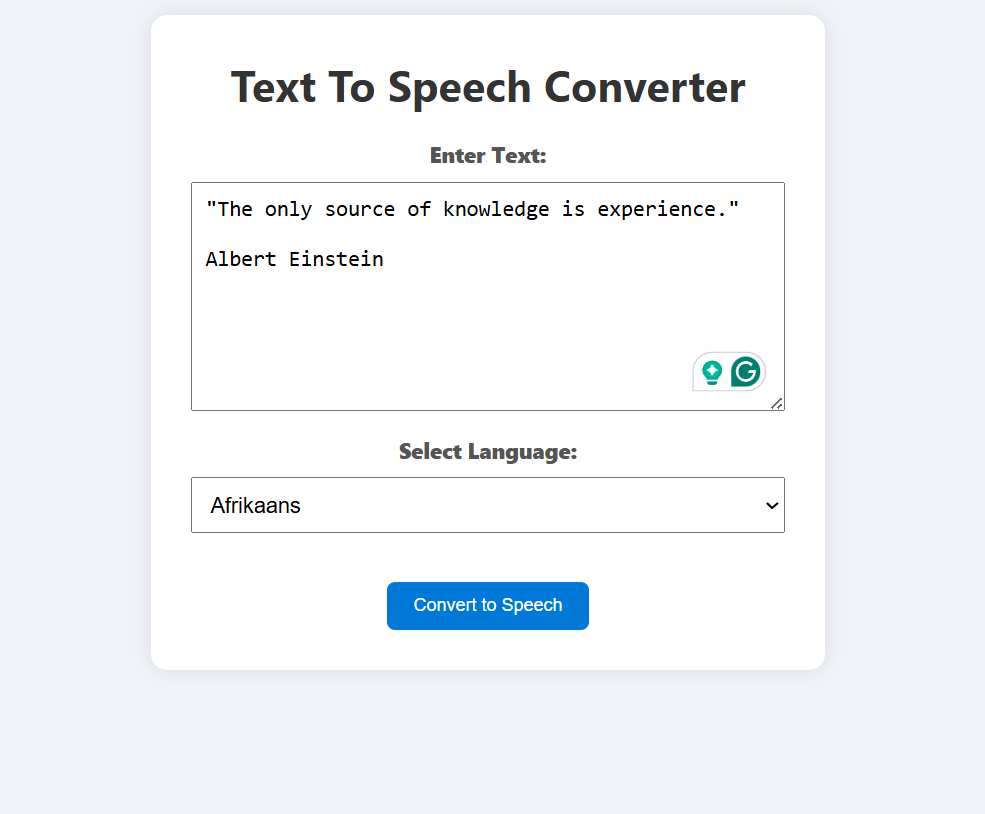 Text To Speech Converter
Enter Text:
"The only source of knowledge is experience."
Albert Einstein
Select Language:
Afrikaans
Convert to Speech